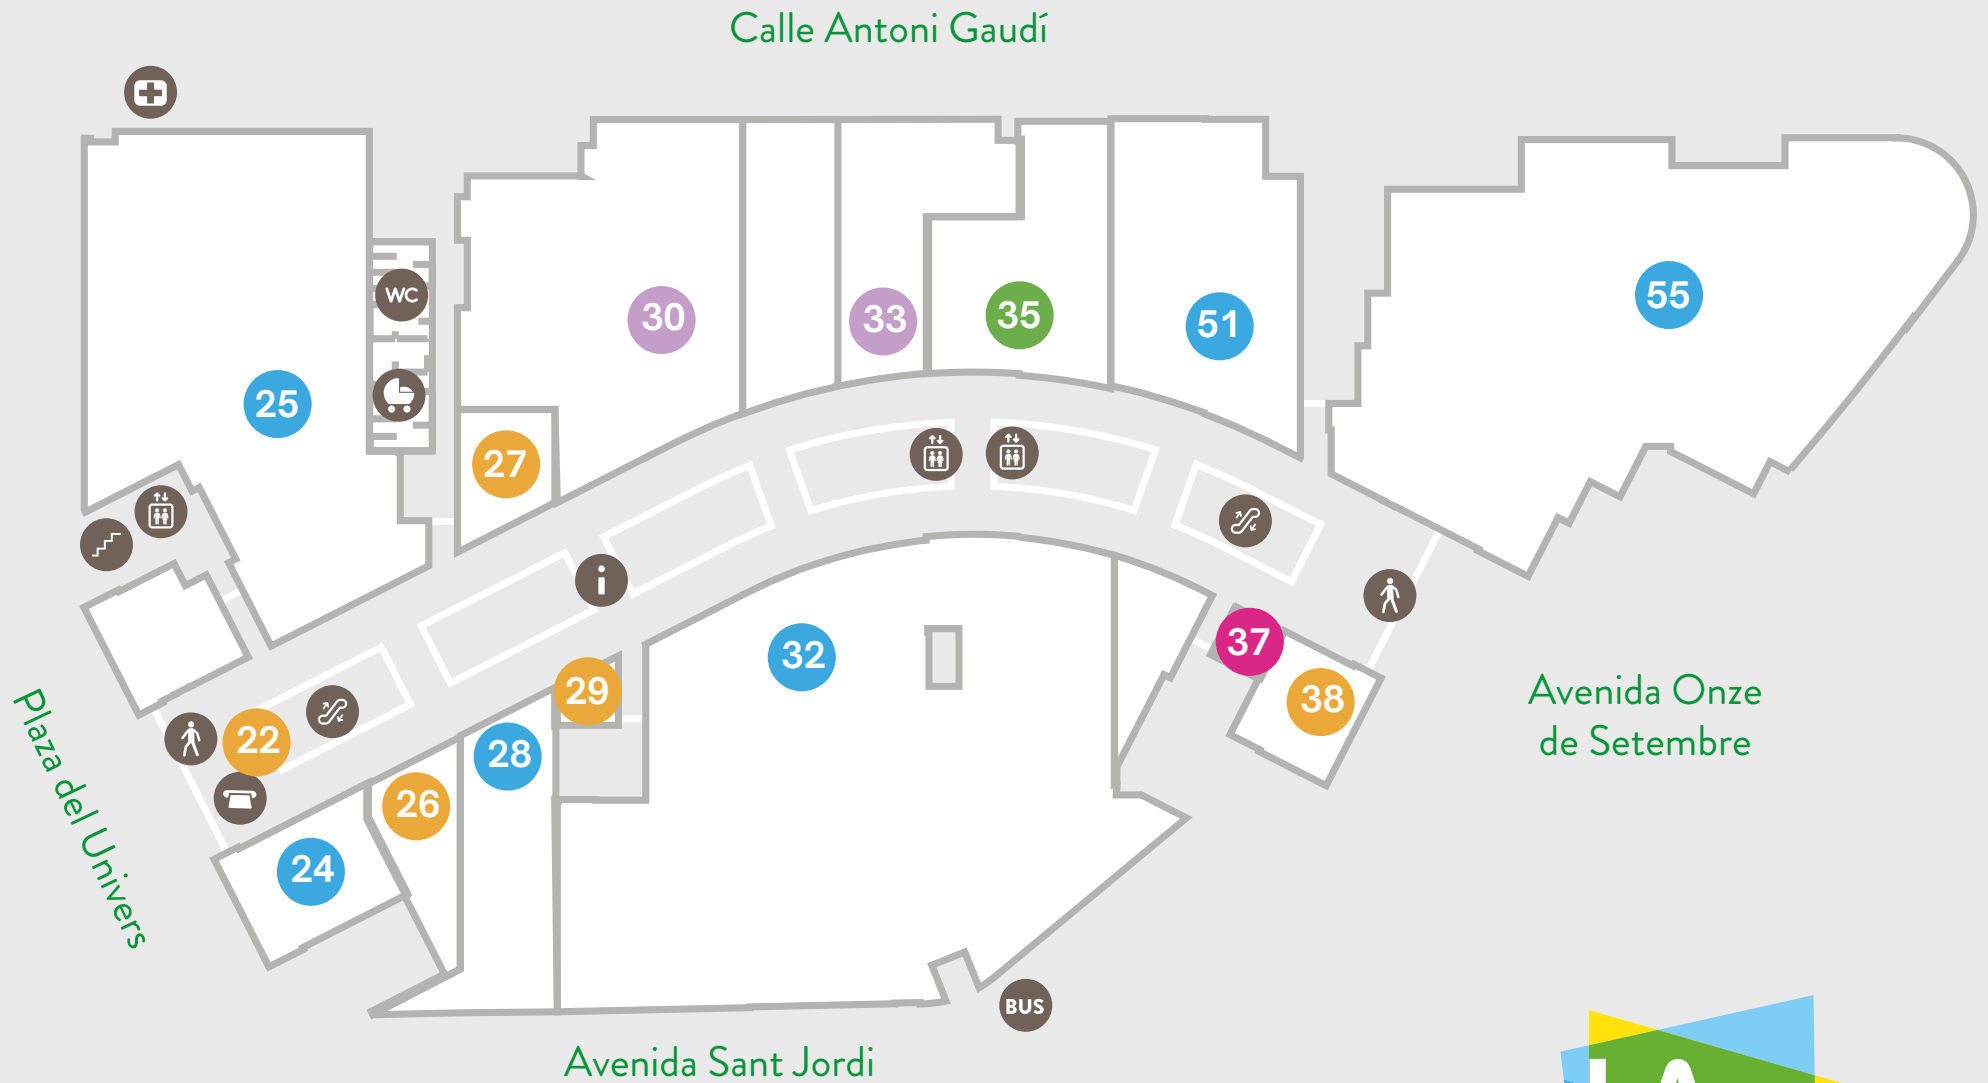 Calle Antoni Gaudí
WC
30
33
35
51
55
25
27
i
37
32
29
38
22
28
26
24
Plaza del Univers
Avenida Onze
de Setembre
BUS
Avenida Sant Jordi
LA